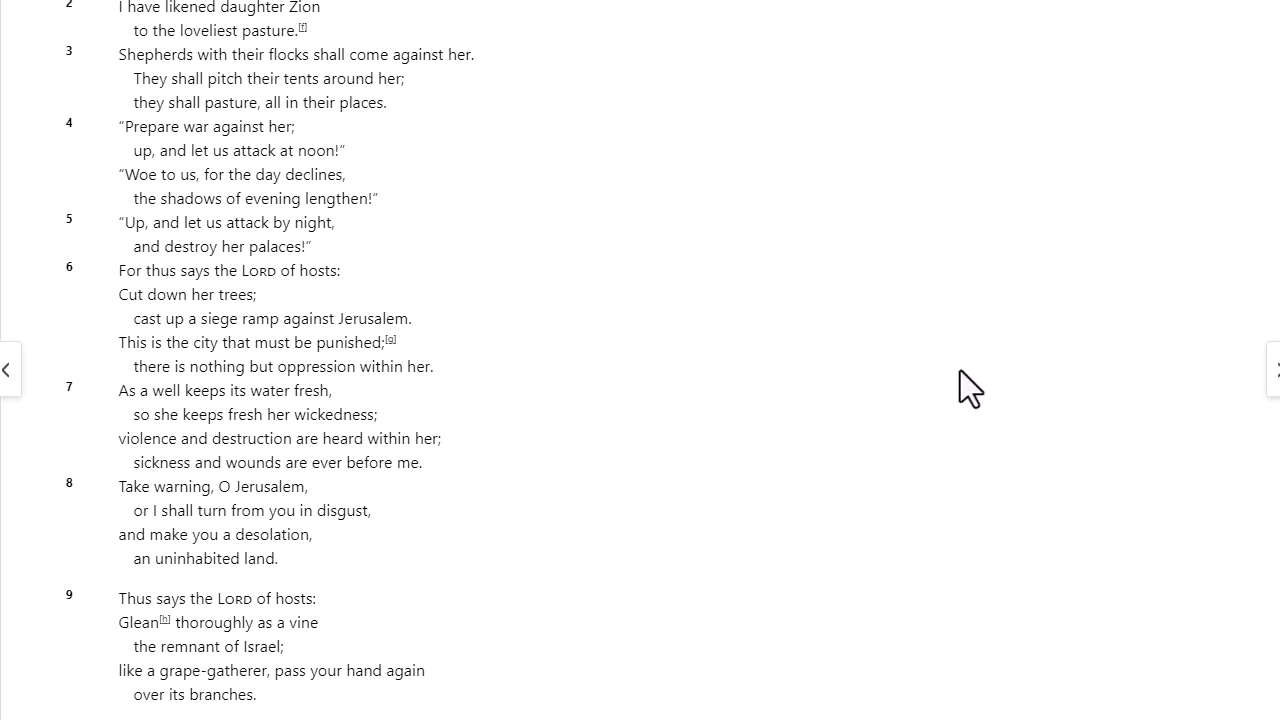 2 I have likened daughter Zion
to the loveliest pasture.[f]
3 Shepherds with their flocks shall come against her.
They shall pitch their tents around her;
they shall pasture, all in their places.
4 “Prepare war against her;
up, and let us attack at noon!”
“Woe to us, for the day declines,
the shadows of evening lengthen!”
5 “Up, and let us attack by night,
and destroy her palaces!”
6 For thus says the LORD of hosts:
Cut down her trees;
cast up a siege ramp against Jerusalem.
This is the city that must be punished;[g]
there is nothing but oppression within her.
7 As a well keeps its water fresh,
so she keeps fresh her wickedness;
violence and destruction are heard within her;
sickness and wounds are ever before me.
8 Take warning, O Jerusalem,
or I shall turn from you in disgust,
and make you a desolation,
an uninhabited land.
9 Thus says the LORD of hosts:
Glean[h] thoroughly as a vine
the remnant of Israel;
like a grape-gatherer, pass your hand again
over its branches.